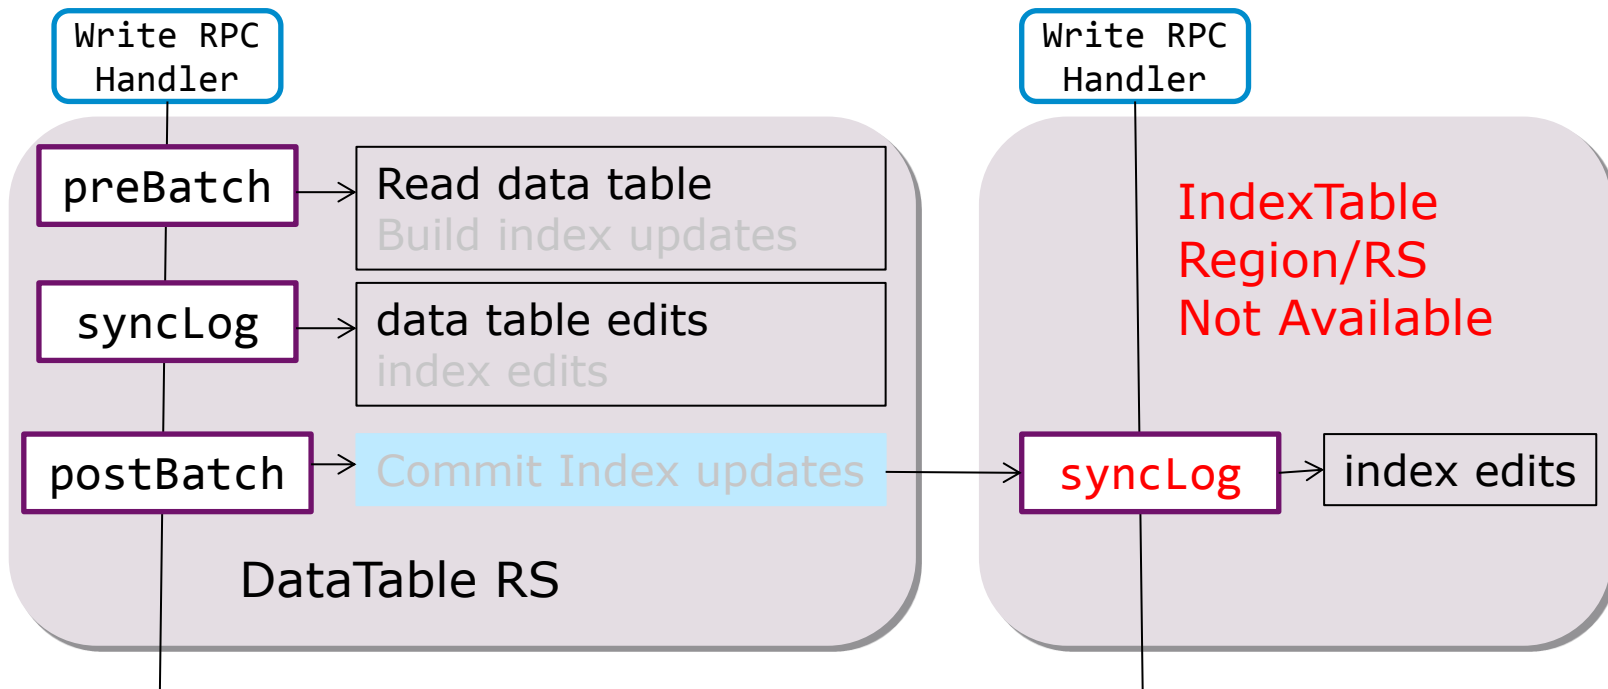 Write RPC
Handler
preBatch
Read data table
Build index updates
syncLog
data table edits
index edits
postBatch
Commit Index updates
DataTable RS
Write RPC
Handler
IndexTable
Region/RS
Not Available
syncLog
index edits